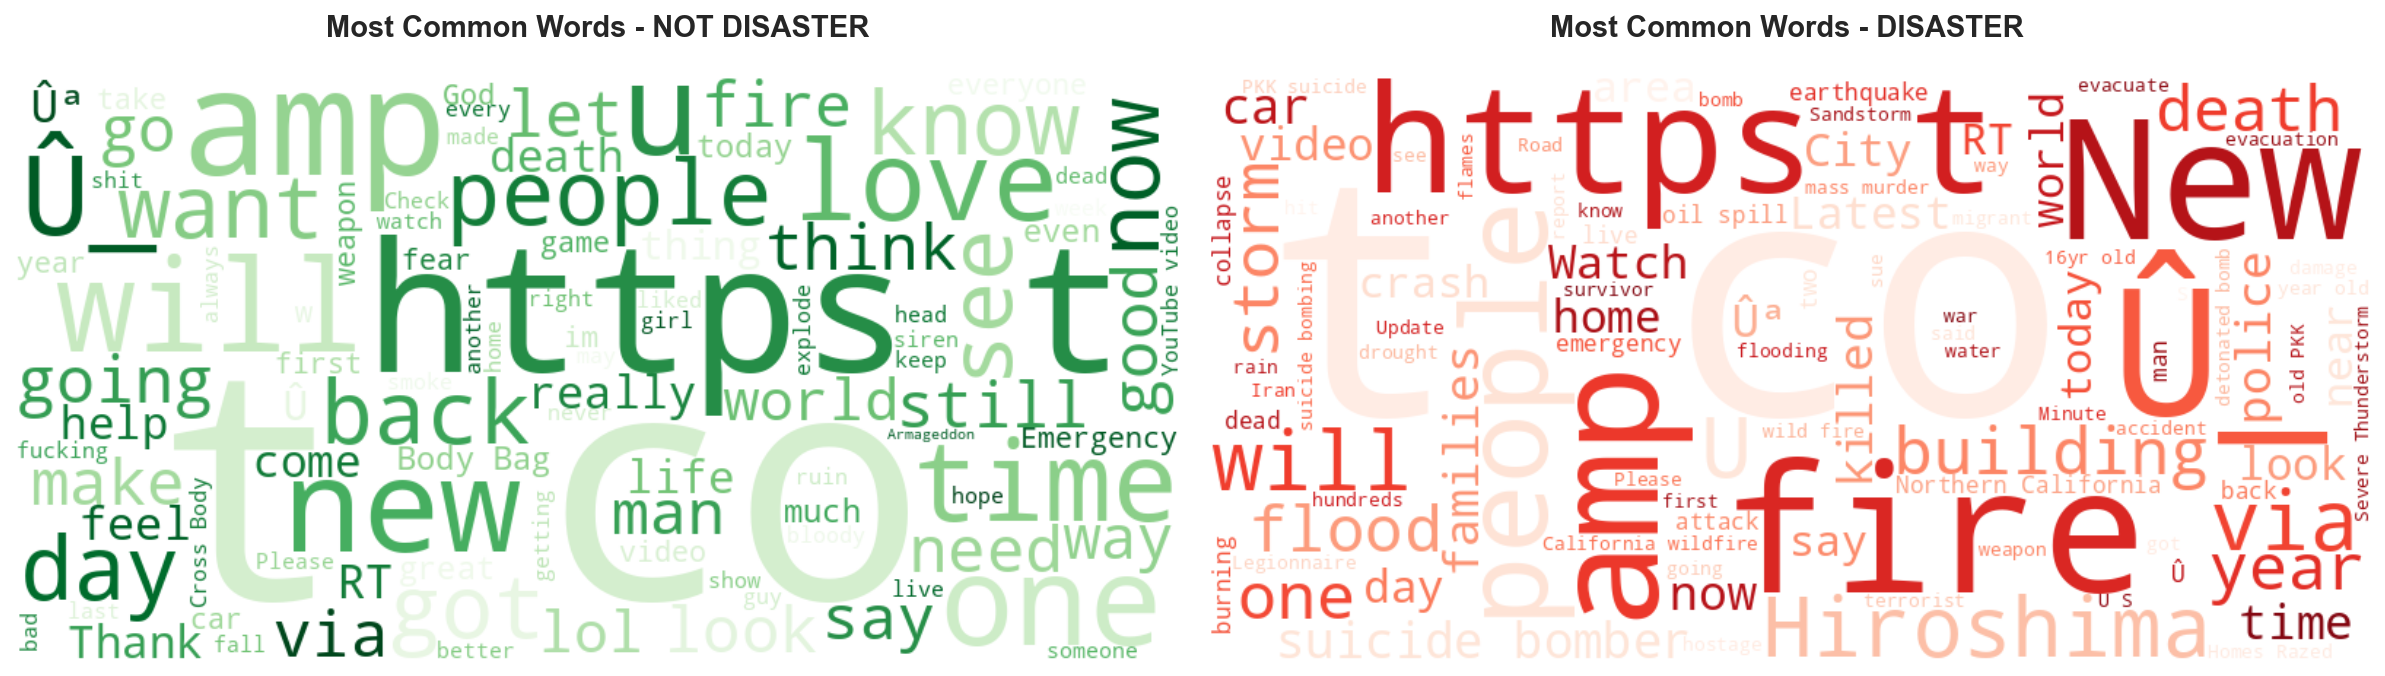 Most Common Words - NOT DISASTER
Ûª
take
amp
God
every
made
let
u
fire
know
everyone
now
go
death
today
love
dead
Û_
shit
want
weapon
Check
watch
people
week
year
always
will
W
fear
game
thing
think
see
even
good
YouTube video
https t
another
home
right
liked
girl
im
may
explode
head
siren
keep
first
going
Û
smoke
back
really
never
world
still
help
fucking
t co
Armageddon
Emergency
make
come
Body Bag
life
ruin
time
feel
Cross Body
new
getting
man
much
hope
bloody
day
Please
RT
great
video
need
way
show
guy
live
one
bad
last
Thank
car
fall
via
got
better
lol
look
say
someone
Most Common Words - DISASTER
PKK suicide
car
video
https t
area
bomb
earthquake
Sandstorm
RT
City
way
mass murder
evacuate
death
evacuation
world
New
see
flames
Road
collapse
storm
hit
another
report
know
oil spill
Latest
migrant
people
crash
Watch
live
survivor
home
emergency
two
sue
16yr old
today
Û_
police
detonated bomb
damage
year old
near
old PKK
Severe Thunderstorm
suicide bombing
Update
drought
rain
Iran
dead
t co
Ûª
flooding
war
said
water
man
Minute
accident
will
hundreds
families
amp
U
wild fire
killed
building
Northern California
look
back
flood
Please
first
attack
California wildfire
fire
say
weapon
got
via
year
burning
Legionnaire
one
day
going
now
terrorist
U S
Û
time
suicide bomber
hostage
Hiroshima
Homes Razed